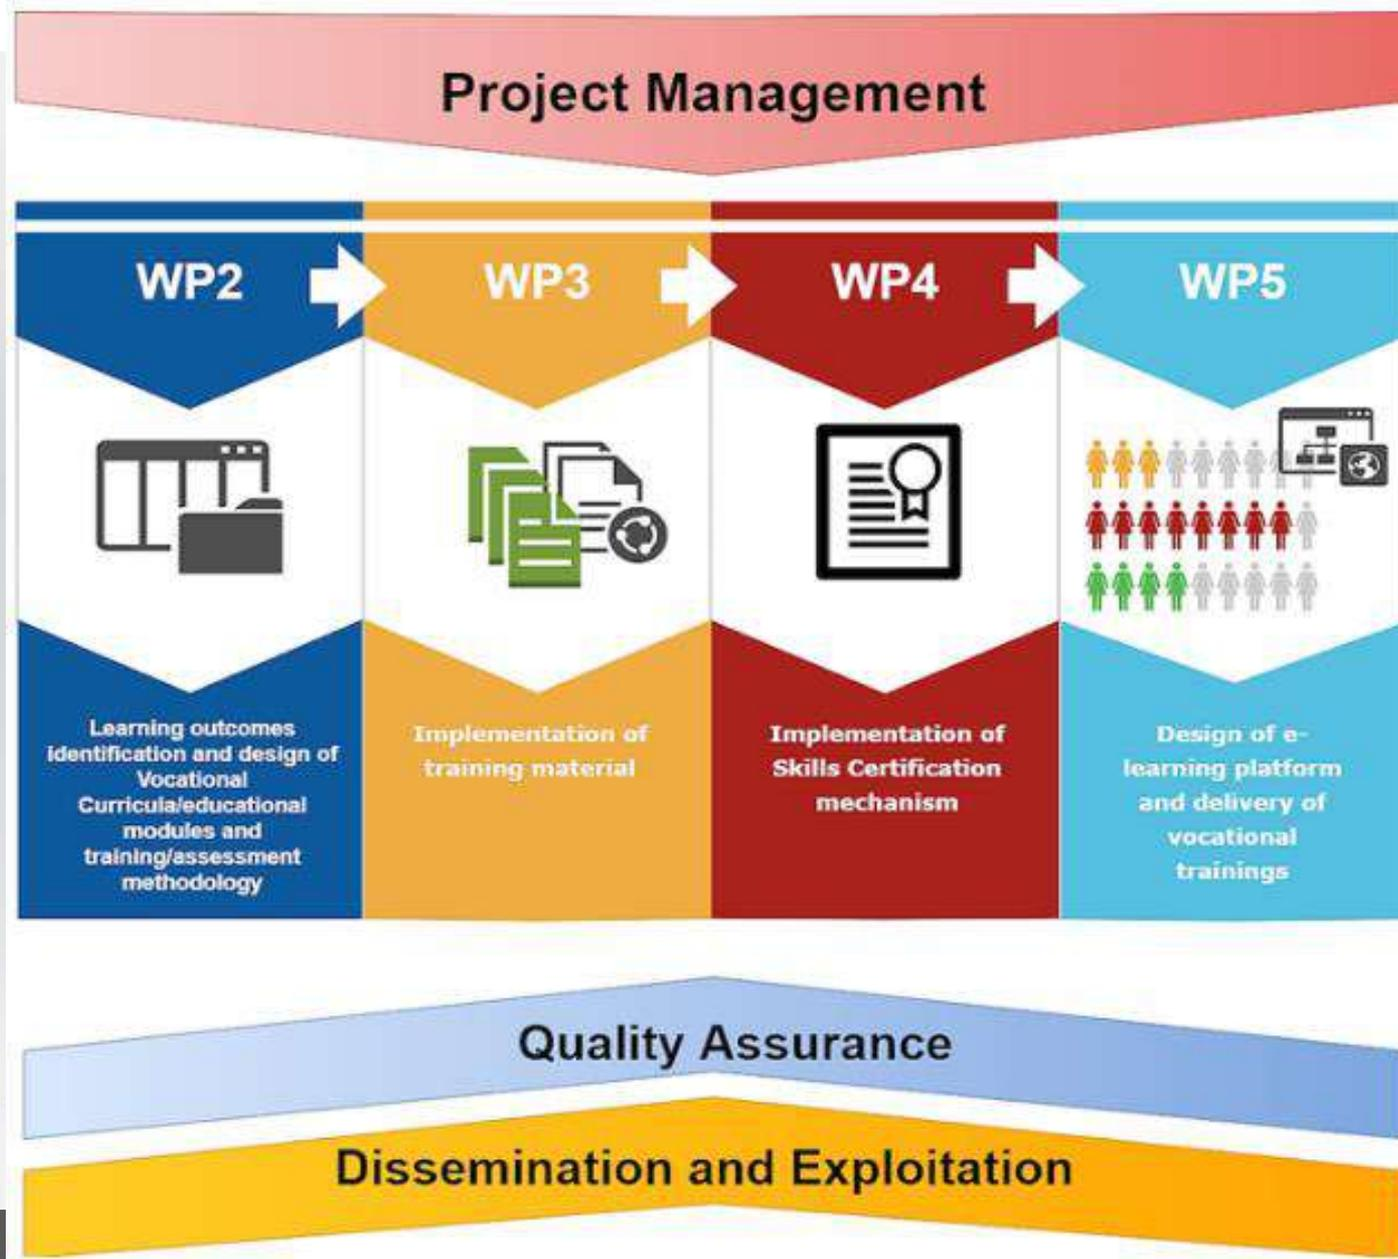 Project Management
WP2
WP3
WP4
WP5
Learning outcomes
identification and design of
Vocational
Curricula/educational
modules and
training/assessment
methodology
Implementation of
training material
Implementation of
Skills Certification
mechanism
Design of e-
learning platform
and delivery of
vocational
trainings
Quality Assurance
Dissemination and Exploitation